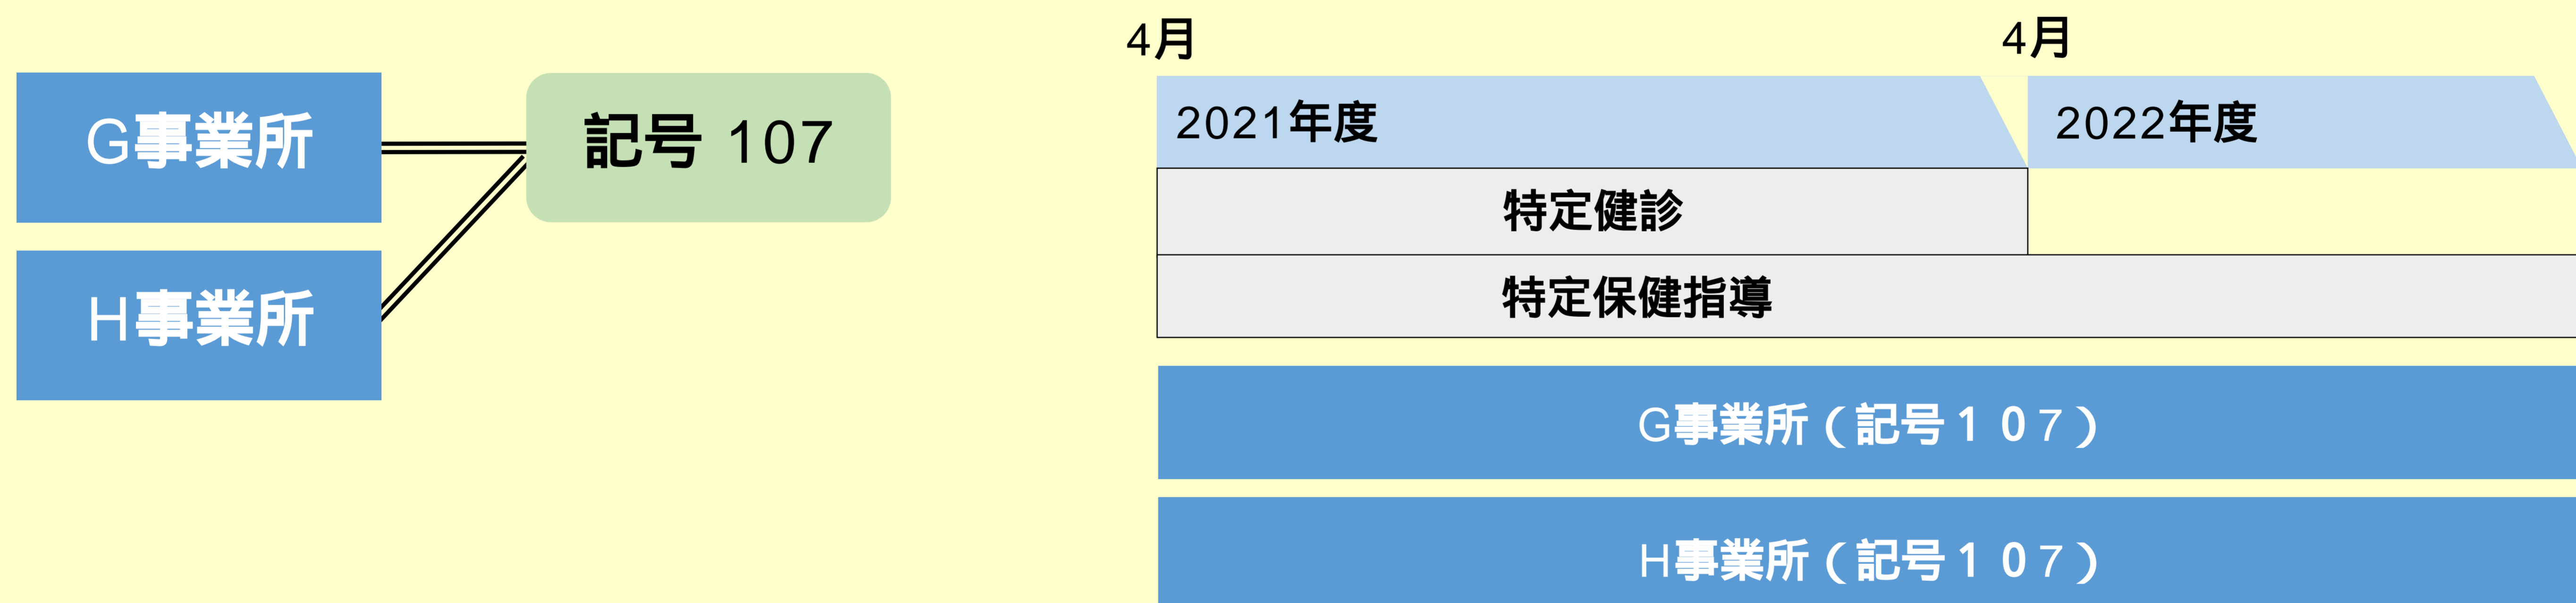 G事業所
H事業所
記号 107
4月
4月
2021年度
2022年度
特定健診
特定保健指導
G事業所（記号１０7）
H事業所（記号１０7）